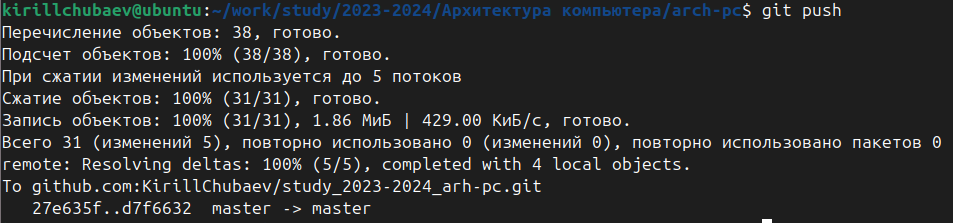 kirillchubaev@ubuntu:~/work/study/2023-2024/Архитектура компьютера/arch-pc$ git push
Перечисление объектов: 38, готово.
Подсчет объектов: 100% (38/38), готово.
При сжатии изменений используется до 5 потоков
Сжатие объектов: 100% (31/31), готово.
Запись объектов: 100% (31/31), 1.86 МиБ | 429.00 КиБ/с, готово.
Всего 31 (изменений 5), повторно использовано 0 (изменений 0), повторно использовано пакетов 0
remote: Resolving deltas: 100% (5/5), completed with 4 local objects.
To github.com:KirillChubaev/study_2023-2024_arh-pc.git
   27e635f..d7f6632  master -> master